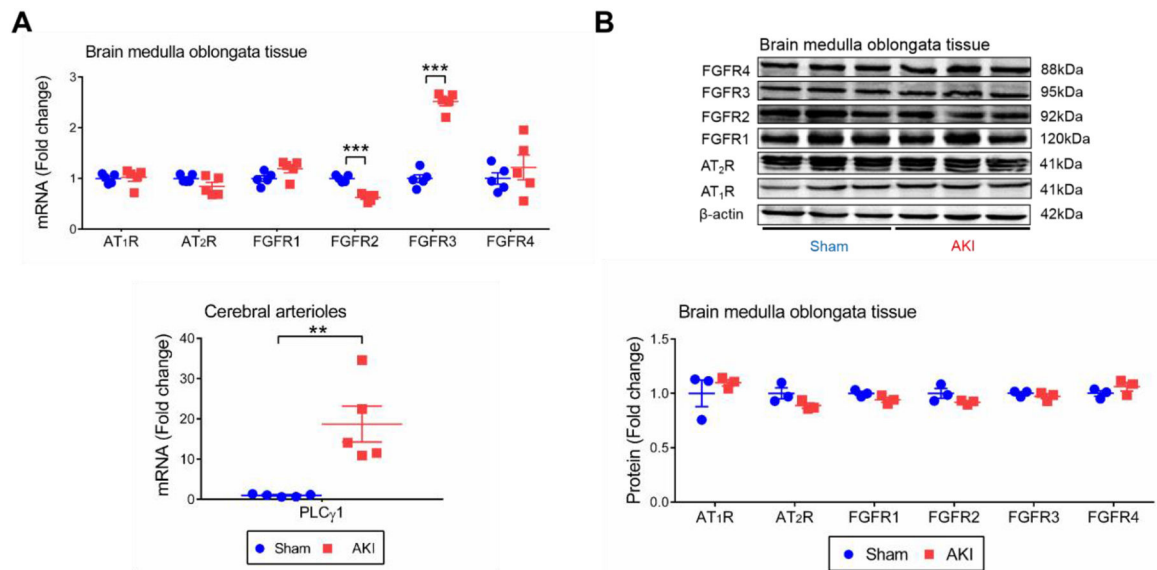 A
Brain medulla oblongata tissue
mRNA (Fold change)
3
2
1
0
***
***
AT₁R AT₂R FGFR1 FGFR2 FGFR3 FGFR4
Cerebral arterioles
mRNA (Fold change)
40
30
20
10
0
**
PLCγ1
Sham AKI
B
Brain medulla oblongata tissue
FGFR4 88kDa
FGFR3 95kDa
FGFR2 92kDa
FGFR1 120kDa
AT₂R 41kDa
AT₁R 41kDa
β-actin 42kDa
Sham AKI
Brain medulla oblongata tissue
Protein (Fold change)
1.5
1.0
0.5
0.0
AT₁R AT₂R FGFR1 FGFR2 FGFR3 FGFR4
Sham AKI